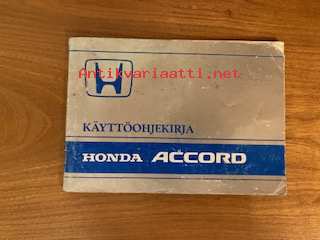 Antikvariaatti.net
KÄYTTÖOHJEKIRJA
HONDA ACCORD